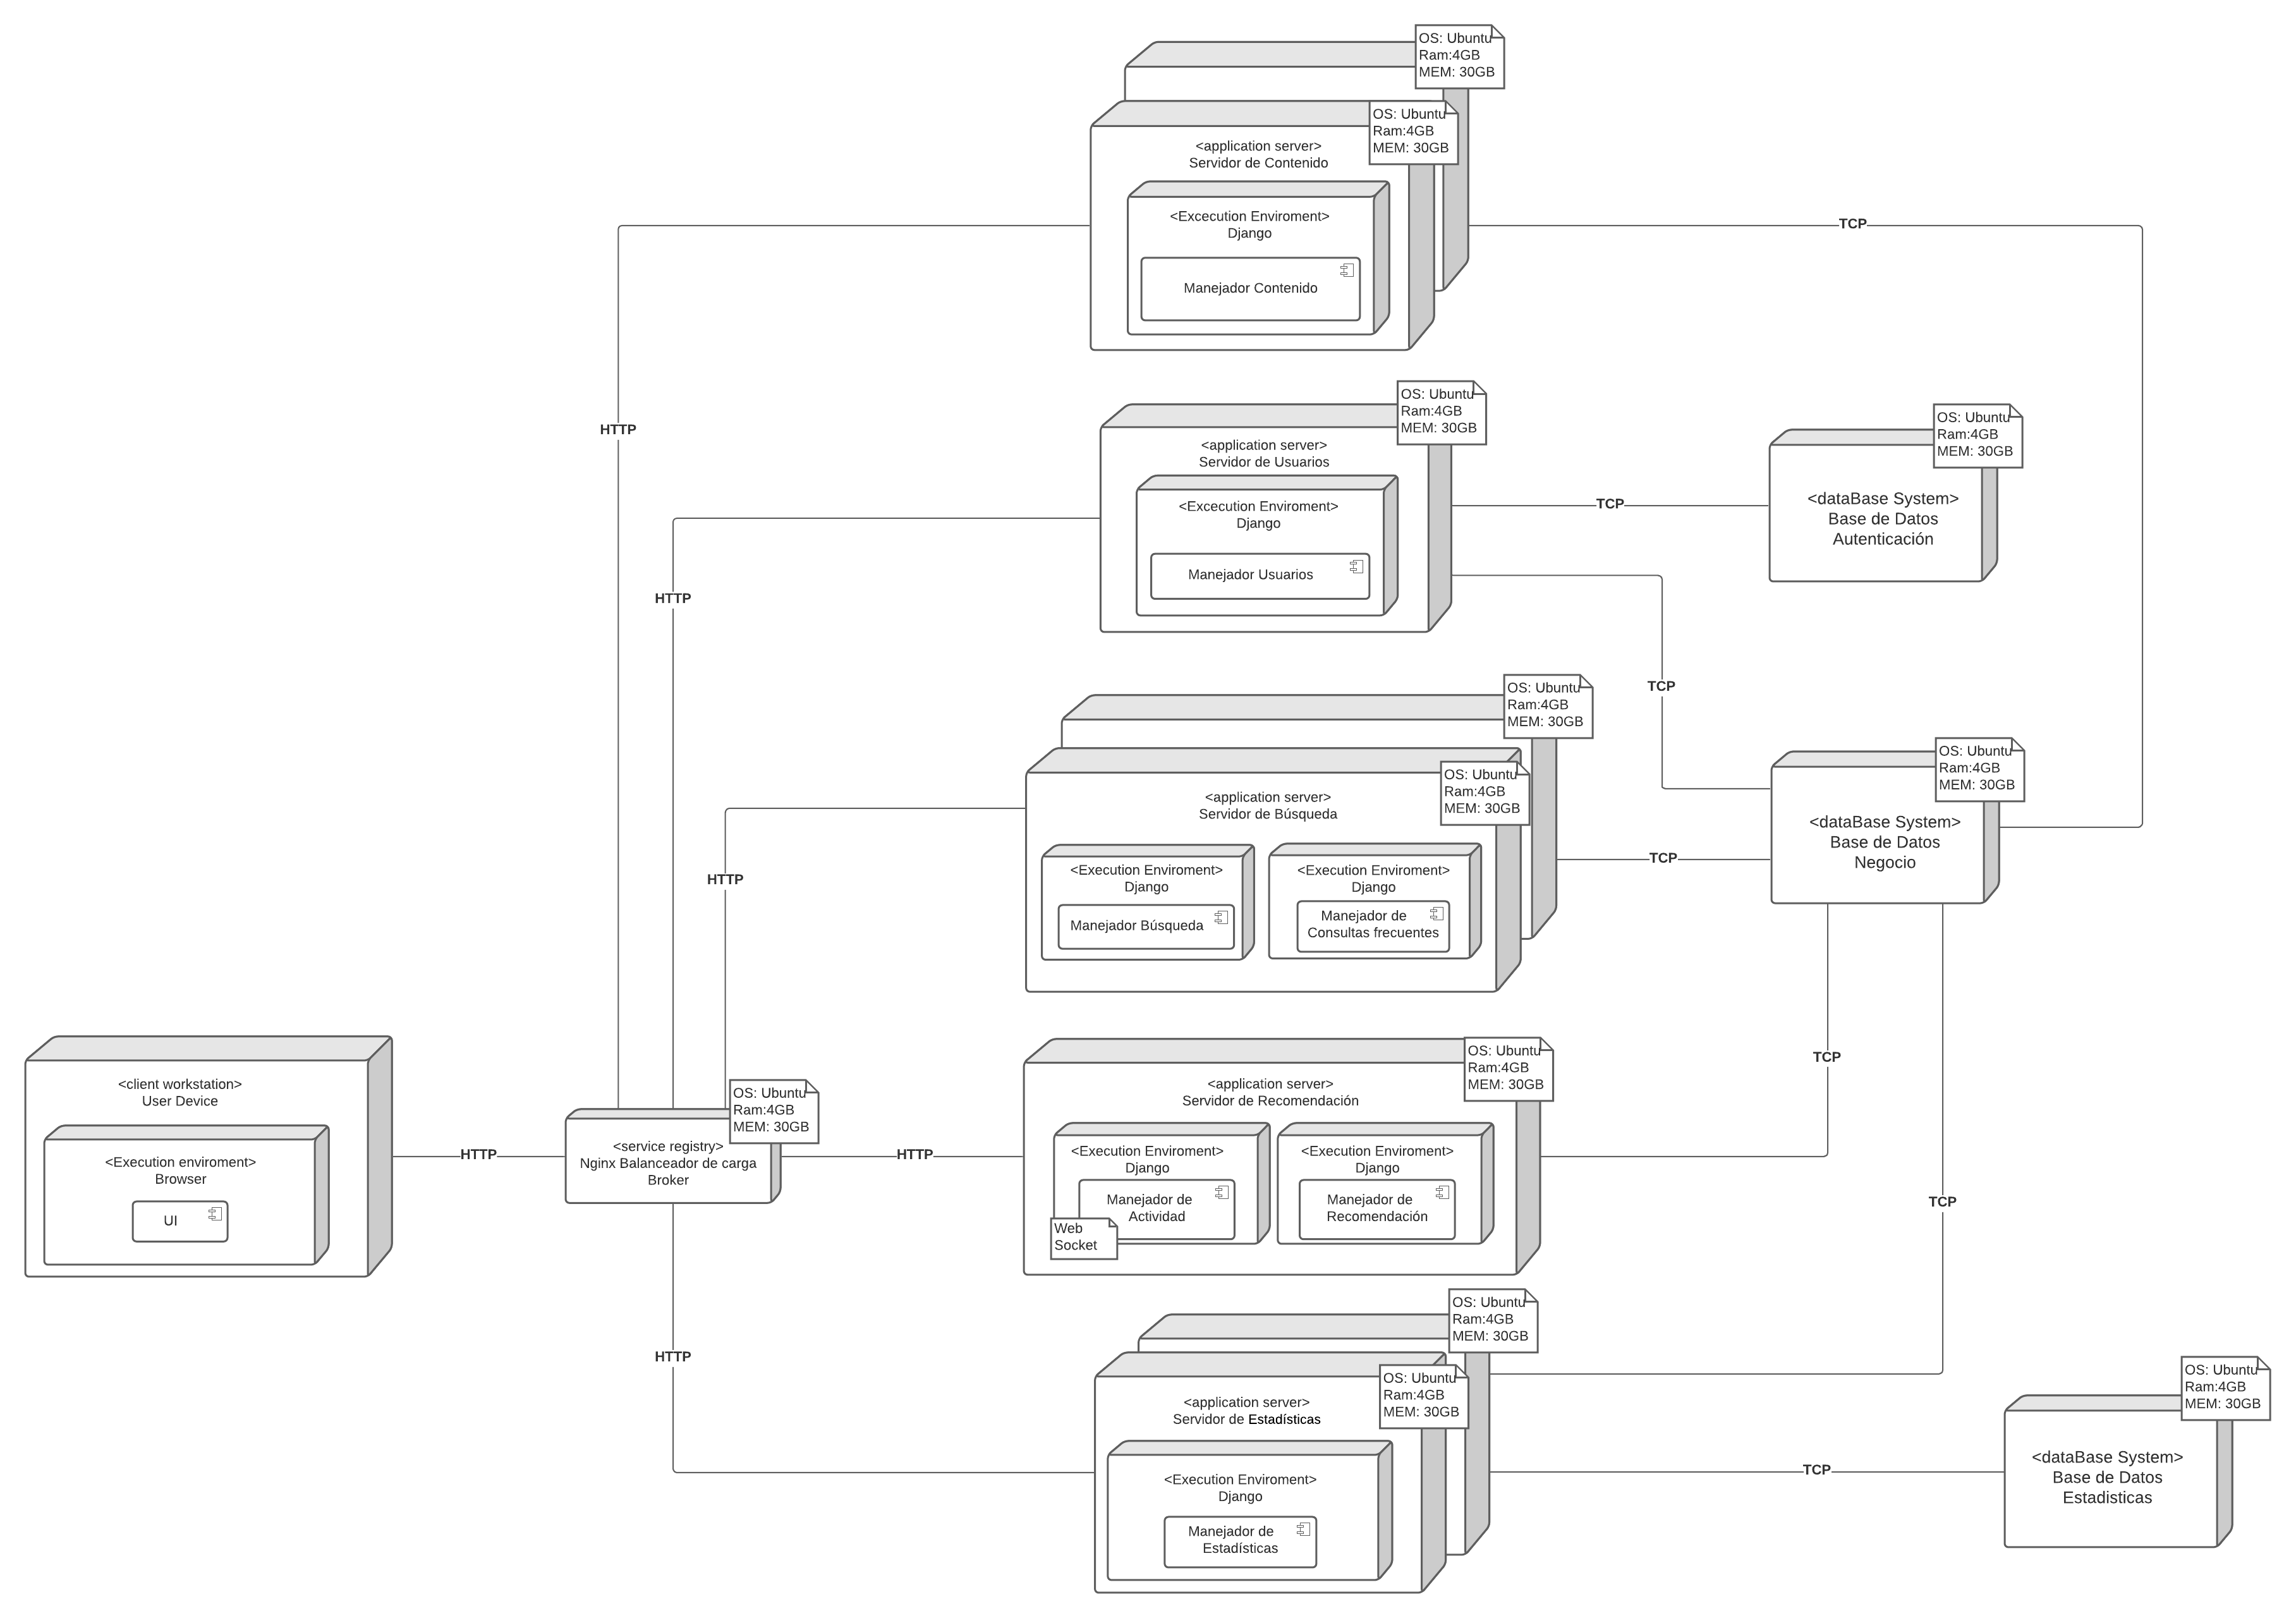 OS: Ubuntu
Ram:4GB
MEM: 30GB
OS: Ubuntu
Ram:4GB
MEM: 30GB
<application server>
Servidor de Contenido
<Excecution Enviroment>
Django
Manejador Contenido
TCP
HTTP
OS: Ubuntu
Ram:4GB
MEM: 30GB
<application server>
Servidor de Usuarios
<Excecution Enviroment>
Django
Manejador Usuarios
TCP
OS: Ubuntu
Ram:4GB
MEM: 30GB
<dataBase System>
Base de Datos
Autenticación
HTTP
TCP
OS: Ubuntu
Ram:4GB
MEM: 30GB
OS: Ubuntu
Ram:4GB
MEM: 30GB
<application server>
Servidor de Búsqueda
<Execution Enviroment>
Django
Manejador Búsqueda
<Execution Enviroment>
Django
Manejador de
Consultas frecuentes
TCP
OS: Ubuntu
Ram:4GB
MEM: 30GB
<dataBase System>
Base de Datos
Negocio
HTTP
<client workstation>
User Device
<Execution enviroment>
Browser
UI
HTTP
OS: Ubuntu
Ram:4GB
MEM: 30GB
<service registry>
Nginx Balanceador de carga
Broker
HTTP
OS: Ubuntu
Ram:4GB
MEM: 30GB
<application server>
Servidor de Recomendación
<Execution Enviroment>
Django
Manejador de
Actividad
Web
Socket
<Execution Enviroment>
Django
Manejador de
Recomendación
TCP
TCP
HTTP
OS: Ubuntu
Ram:4GB
MEM: 30GB
OS: Ubuntu
Ram:4GB
MEM: 30GB
<application server>
Servidor de Estadísticas
<Execution Enviroment>
Django
Manejador de
Estadísticas
TCP
OS: Ubuntu
Ram:4GB
MEM: 30GB
<dataBase System>
Base de Datos
Estadisticas